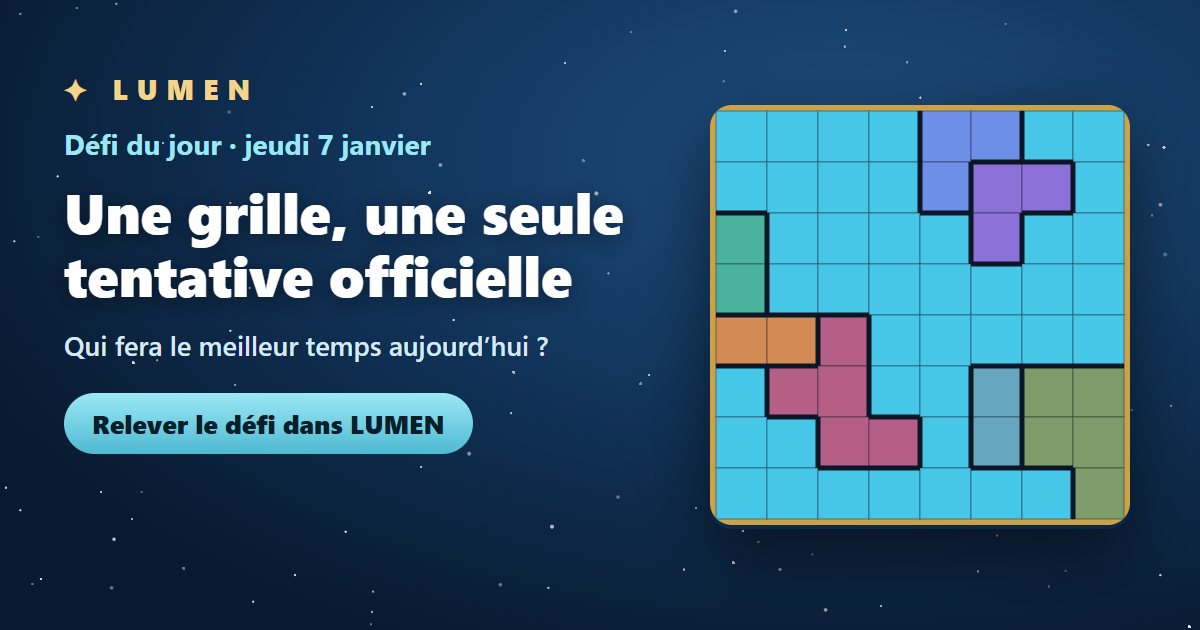 ✦ LUMEN
Défi du jour · jeudi 7 janvier
Une grille, une seule
tentative officielle
Qui fera le meilleur temps aujourd’hui ?
Relever le défi dans LUMEN